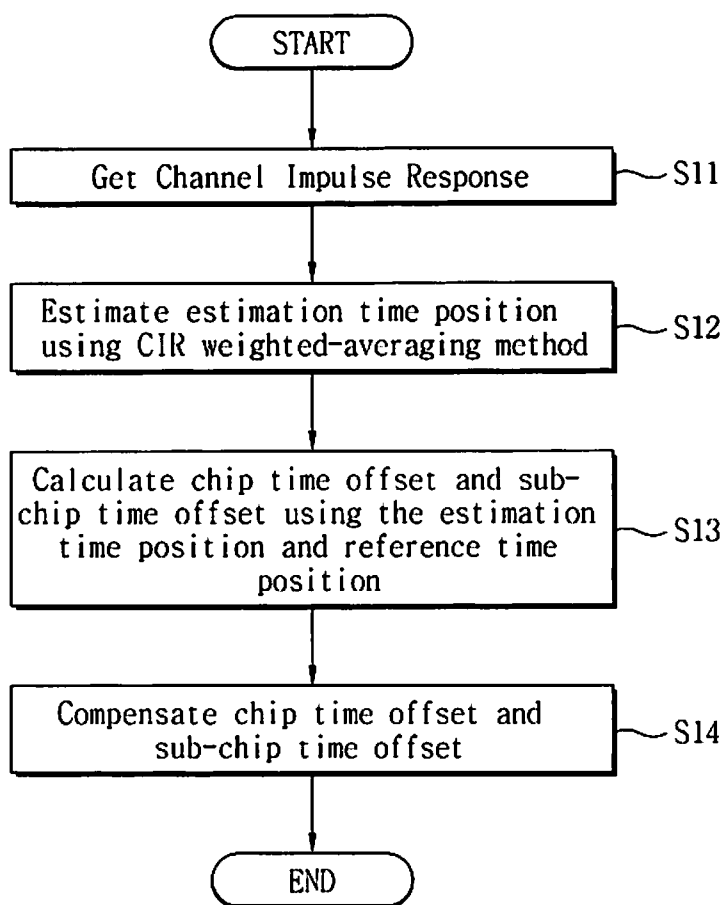 START
Get Channel Impulse Response
S11
Estimate estimation time position
using CIR weighted-averaging method
S12
Calculate chip time offset and sub-
chip time offset using the estimation
time position and reference time
position
S13
Compensate chip time offset and
sub-chip time offset
S14
END